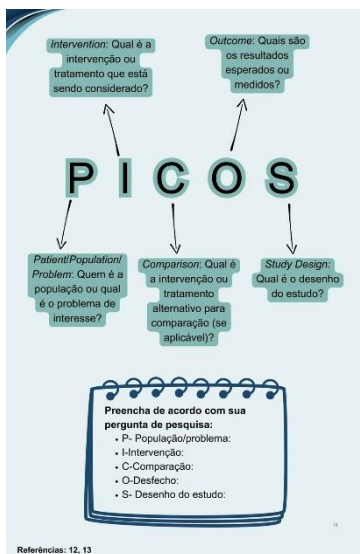 Intervention: Qual é a
intervenção ou
tratamento que está
sendo considerado?
Outcome: Quais são
os resultados
esperados ou
medidos?
PICOS
Patient/Population/
Problem: Quem é a
população ou qual
é o problema de
interesse?
Comparison: Qual é
a intervenção ou
tratamento
alternativo para
comparação (se
aplicável)?
Study Design:
Qual é o desenho
do estudo?
Preencha de acordo com sua
pergunta de pesquisa:
• P- População/problema:
• I-Intervenção:
• C-Comparação:
• O-Desfecho:
• S- Desenho do estudo:
Referências: 12, 13